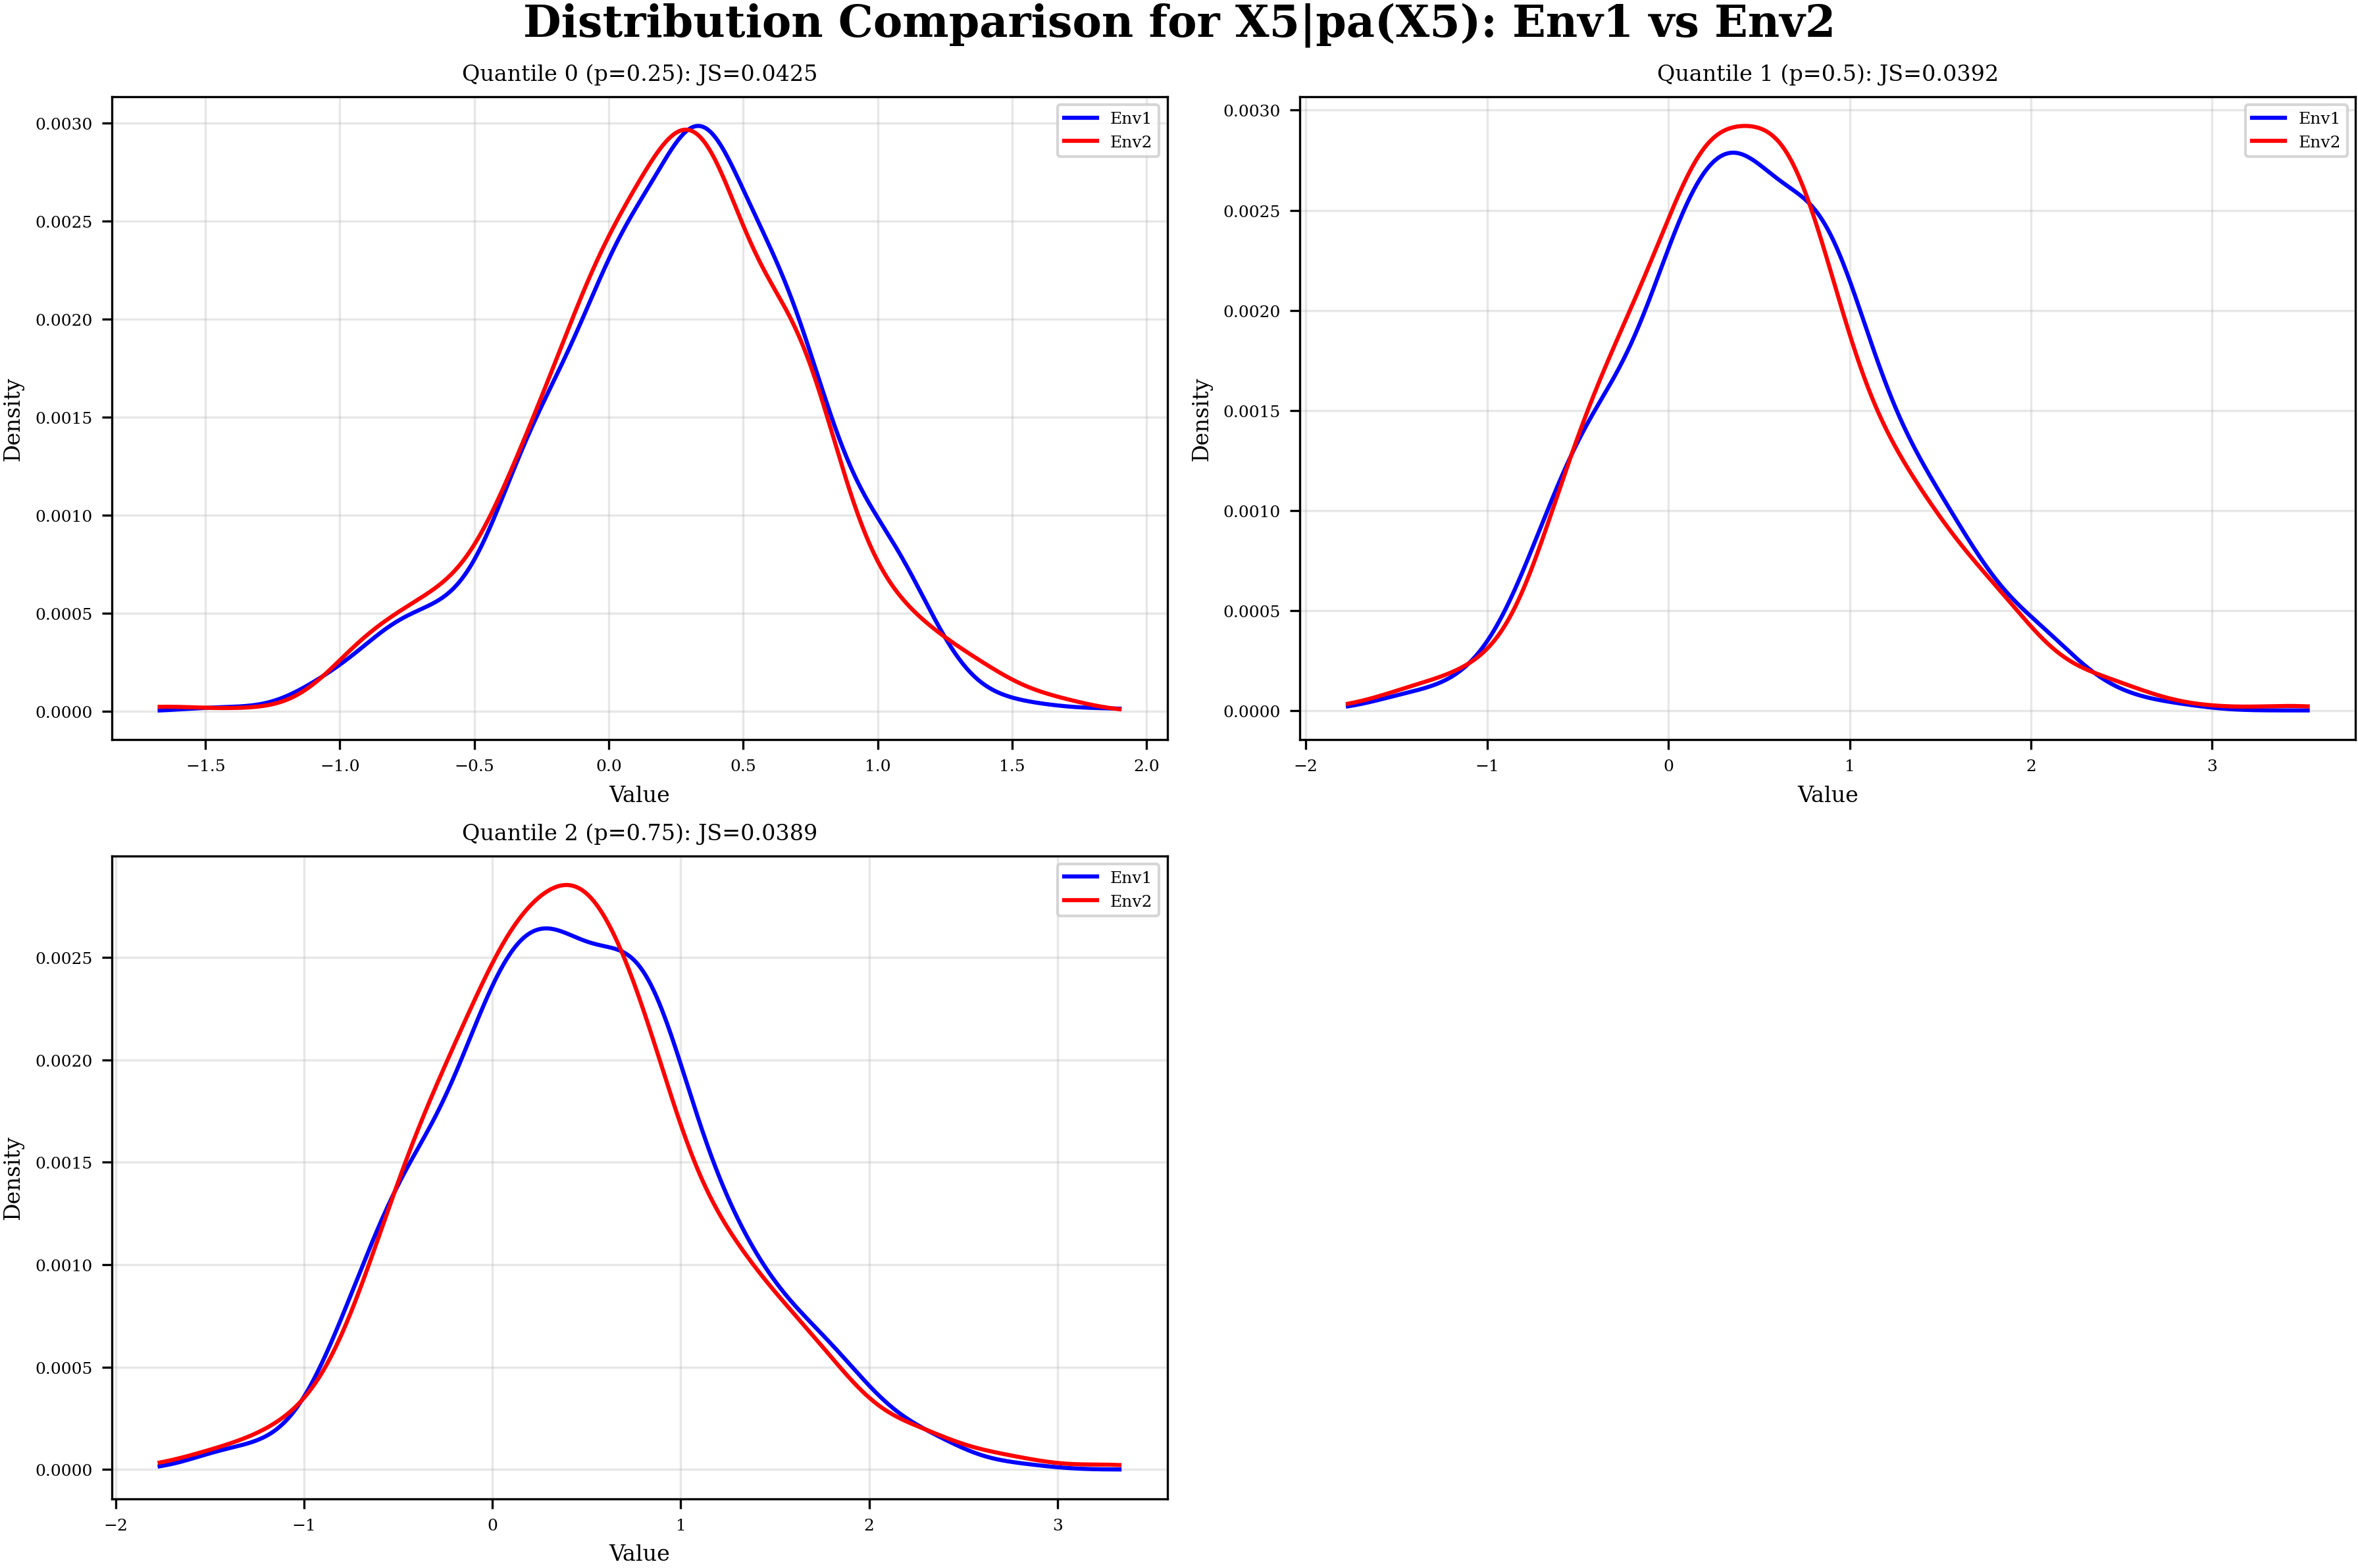 Distribution Comparison for X5|pa(X5): Env1 vs Env2
Quantile 0 (p=0.25): JS=0.0425
Env1
Env2
0.0030
0.0025
0.0020
0.0015
0.0010
0.0005
0.0000
Density
−1.5 −1.0 −0.5 0.0 0.5 1.0 1.5 2.0
Value
Quantile 1 (p=0.5): JS=0.0392
Env1
Env2
0.0030
0.0025
0.0020
0.0015
0.0010
0.0005
0.0000
Density
−2 −1 0 1 2 3
Value
Quantile 2 (p=0.75): JS=0.0389
Env1
Env2
0.0025
0.0020
0.0015
0.0010
0.0005
0.0000
Density
−2 −1 0 1 2 3
Value